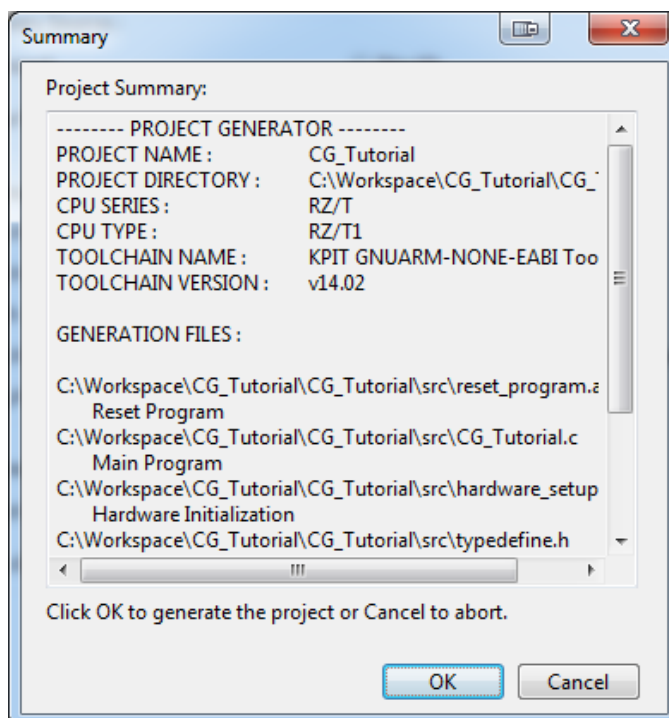 Summary
Project Summary:
-------- PROJECT GENERATOR --------
PROJECT NAME : CG_Tutorial
PROJECT DIRECTORY : C:\Workspace\CG_Tutorial\CG_
CPU SERIES : RZ/T
CPU TYPE : RZ/T1
TOOLCHAIN NAME : KPIT GNUARM-NONE-EABI Too
TOOLCHAIN VERSION : v14.02
GENERATION FILES :
C:\Workspace\CG_Tutorial\CG_Tutorial\src\reset_program.a
Reset Program
C:\Workspace\CG_Tutorial\CG_Tutorial\src\CG_Tutorial.c
Main Program
C:\Workspace\CG_Tutorial\CG_Tutorial\src\hardware_setup
Hardware Initialization
C:\Workspace\CG_Tutorial\CG_Tutorial\src\typedefine.h
Click OK to generate the project or Cancel to abort.
OK Cancel